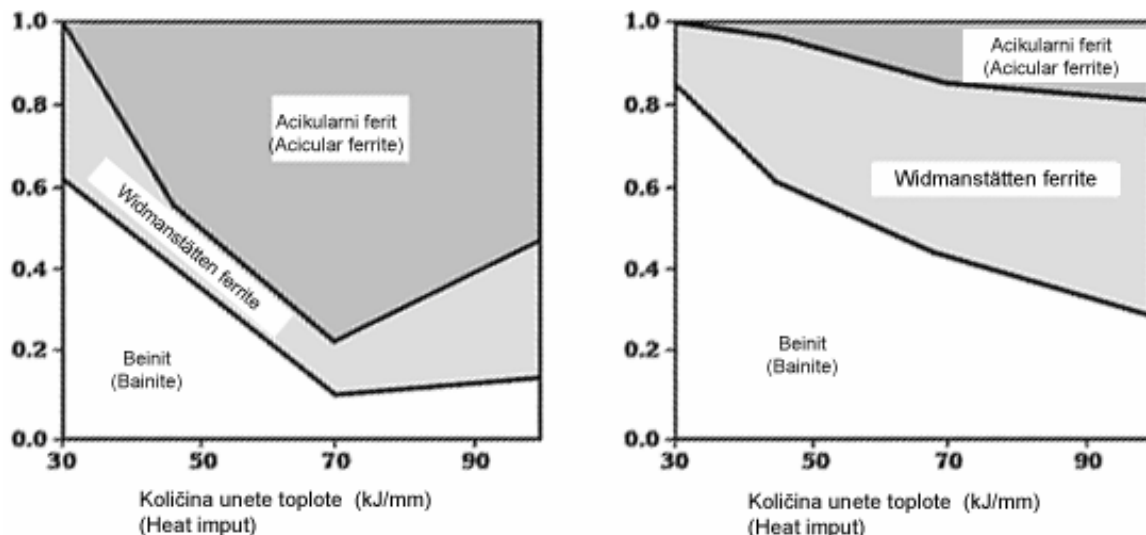 1.0
0.8
0.6
0.4
0.2
0.0
30 50 70 90
Acikularni ferit
(Acicular ferrite)
Widmanstätten ferrite
Beinit
(Bainite)
Količina unete toplote (kJ/mm)
(Heat imput)
1.0
0.8
0.6
0.4
0.2
0.0
30 50 70 90
Acikularni ferit
(Acicular ferrite)
Widmanstätten ferrite
Beinit
(Bainite)
Količina unete toplote (kJ/mm)
(Heat imput)